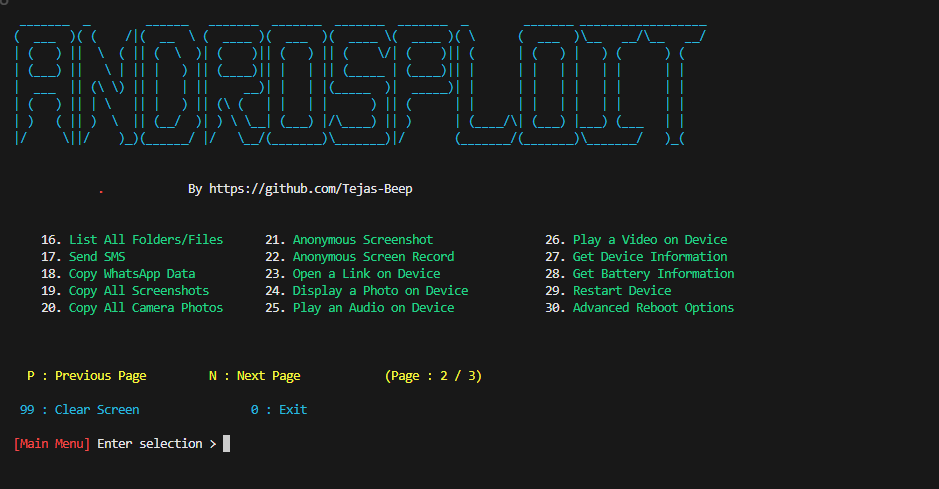 ANDROSPLOIT
. By https://github.com/Tejas-Beep
16. List All Folders/Files 21. Anonymous Screenshot 26. Play a Video on Device
17. Send SMS 22. Anonymous Screen Record 27. Get Device Information
18. Copy WhatsApp Data 23. Open a Link on Device 28. Get Battery Information
19. Copy All Screenshots 24. Display a Photo on Device 29. Restart Device
20. Copy All Camera Photos 25. Play an Audio on Device 30. Advanced Reboot Options
P : Previous Page N : Next Page (Page : 2 / 3)
99 : Clear Screen 0 : Exit
[Main Menu] Enter selection >